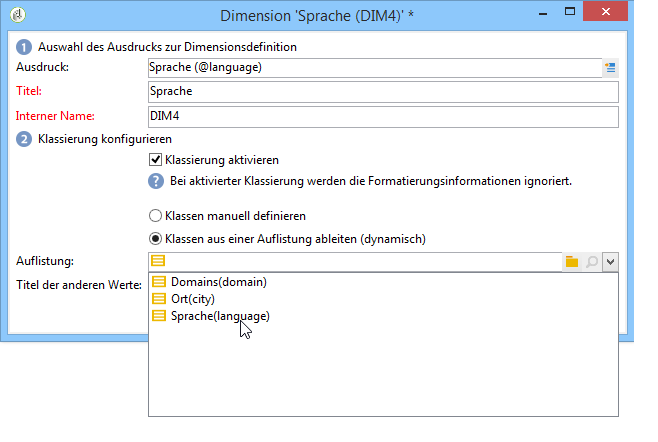 Dimension 'Sprache (DIM4)' *
1 Auswahl des Ausdrucks zur Dimensionsdefinition
Ausdruck: Sprache (@language)
Titel: Sprache
Interner Name: DIM4
2 Klassierung konfigurieren
Klassierung aktivieren
? Bei aktivierter Klassierung werden die Formatierungsinformationen ignoriert.
Klassen manuell definieren
Klassen aus einer Auflistung ableiten (dynamisch)
Auflistung:
Titel der anderen Werte:
Domains(domain)
Ort(city)
Sprache(language)